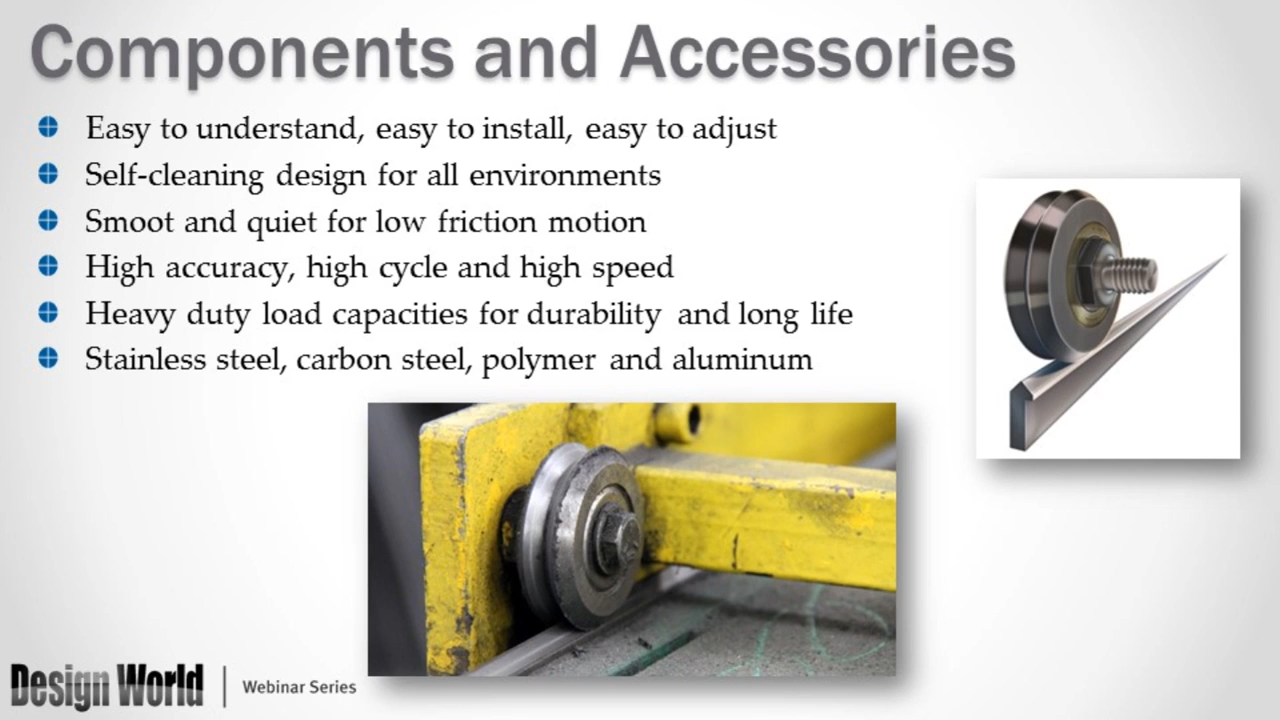 Components and Accessories
Easy to understand, easy to install, easy to adjust
Self-cleaning design for all environments
Smoot and quiet for low friction motion
High accuracy, high cycle and high speed
Heavy duty load capacities for durability and long life
Stainless steel, carbon steel, polymer and aluminum
Design World | Webinar Series